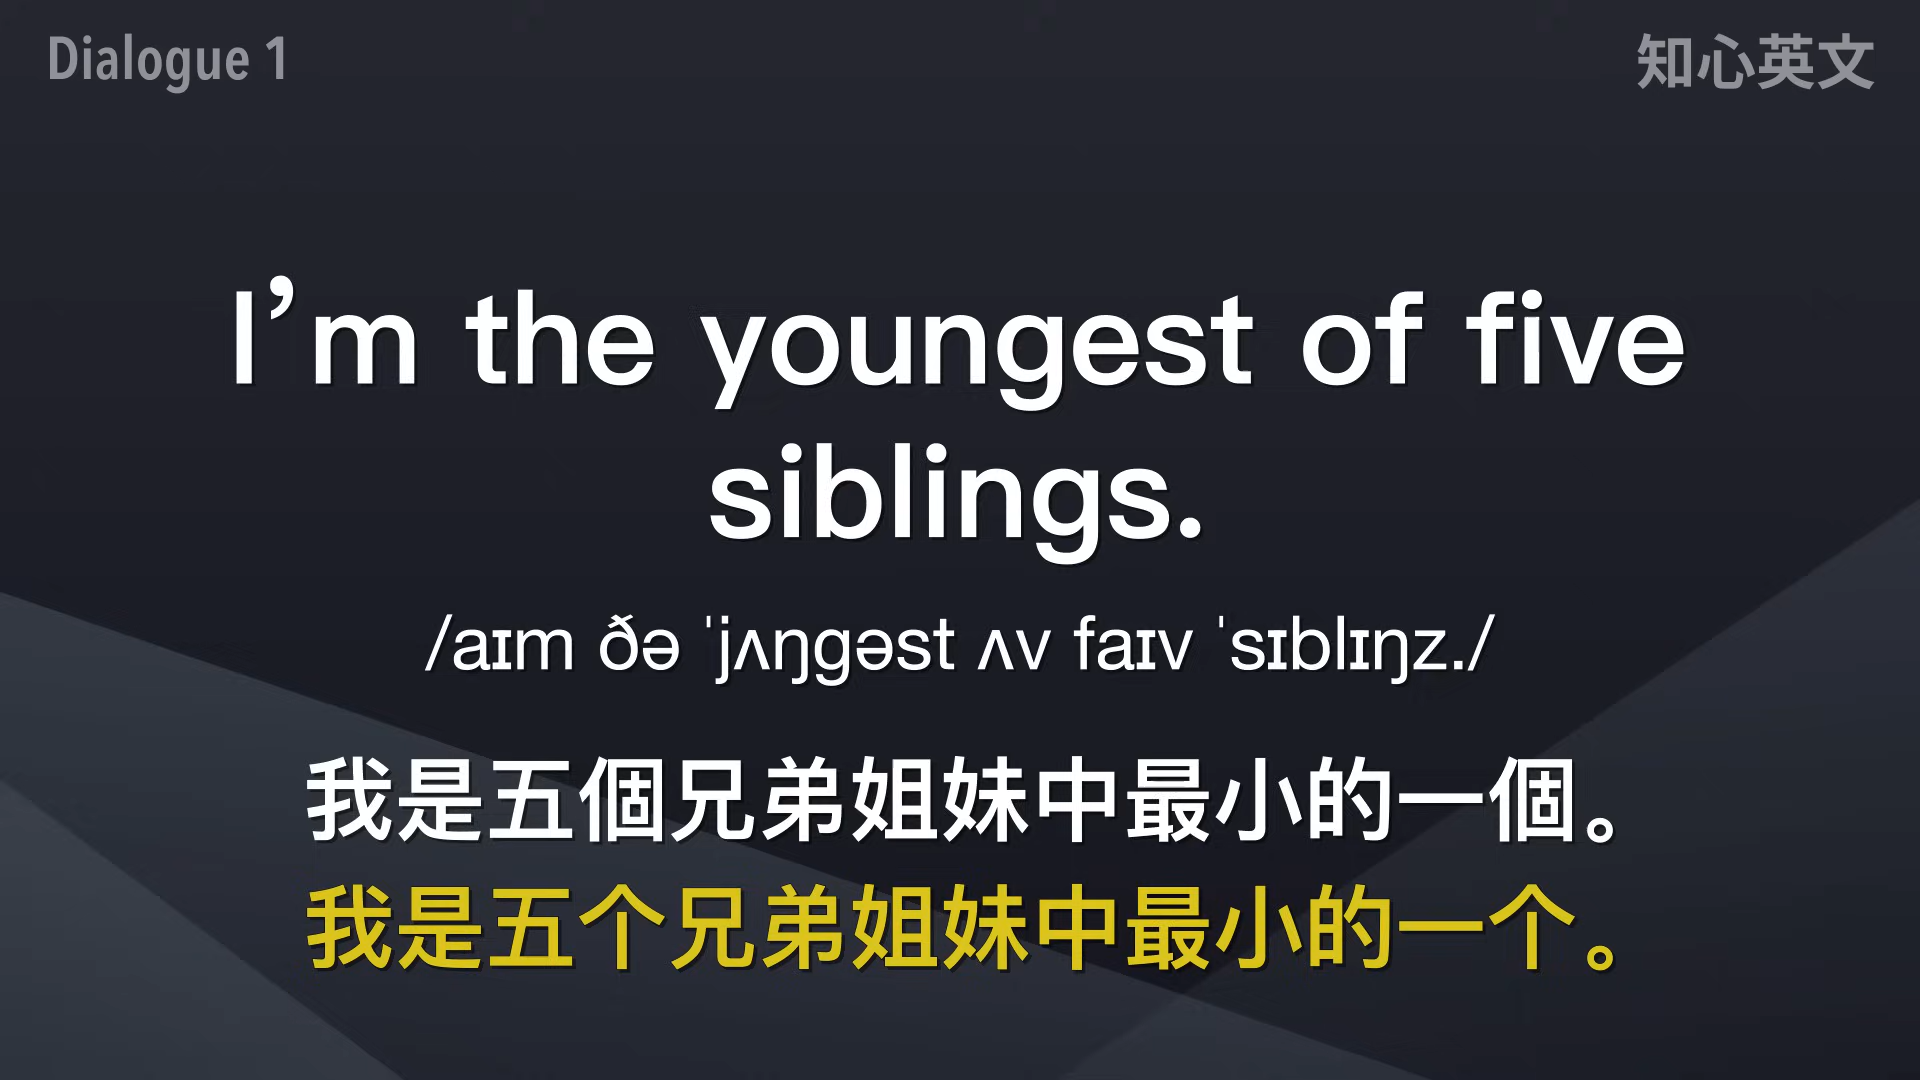 Dialogue 1
知心英文
I’m the youngest of five
siblings.
/aɪm ðə ˈjʌŋgəst ʌv faɪv ˈsɪblɪŋz./
我是五個兄弟姐妹中最小的一個。
我是五个兄弟姐妹中最小的一个。